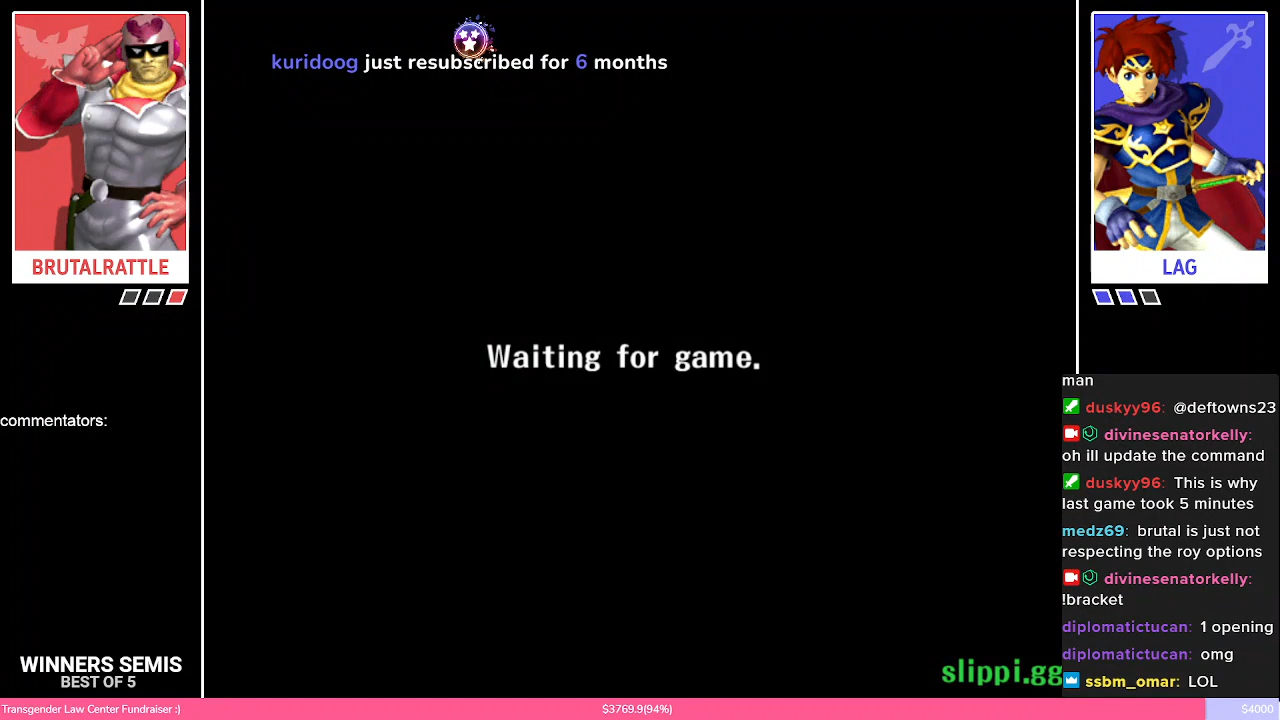 kuridoog just resubscribed for 6 months
BRUTALRATTLE
LAG
Waiting for game.
commentators:
man
duskyy96: @deftowns23
divinesenatorkelly:
oh ill update the command
duskyy96: This is why
last game took 5 minutes
medz69: brutal is just not
respecting the roy options
divinesenatorkelly:
!bracket
diplomatictucan: 1 opening
diplomatictucan: omg
ssbm_omar: LOL
WINNERS SEMIS
BEST OF 5
slippi.gg
Transgender Law Center Fundraiser :)
$3769.9(94%)
$4000